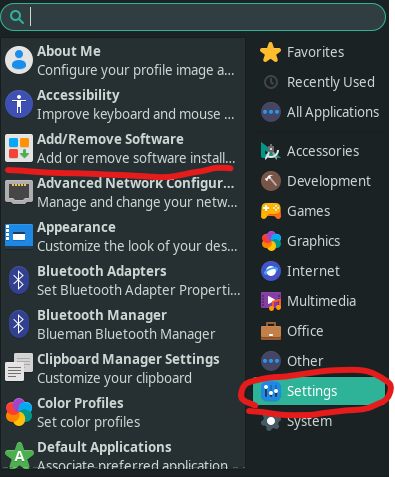 About Me
Configure your profile image a...
Accessibility
Improve keyboard and mouse ...
Add/Remove Software
Add or remove software install...
Advanced Network Configur...
Manage and change your netw...
Appearance
Customize the look of your des...
Bluetooth Adapters
Set Bluetooth Adapter Properti...
Bluetooth Manager
Blueman Bluetooth Manager
Clipboard Manager Settings
Customize your clipboard
Color Profiles
Set color profiles
Default Applications
Associate preferred application...
Favorites
Recently Used
All Applications
Accessories
Development
Games
Graphics
Internet
Multimedia
Office
Other
Settings
System